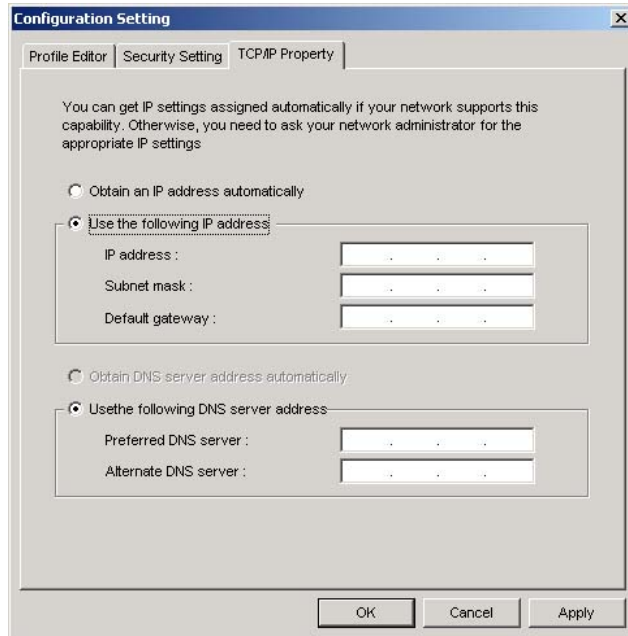 Configuration Setting
Profile Editor
Security Setting
TCP/IP Property
You can get IP settings assigned automatically if your network supports this
capability. Otherwise, you need to ask your network administrator for the
appropriate IP settings
Obtain an IP address automatically
Use the following IP address
IP address :
Subnet mask :
Default gateway :
Obtain DNS server address automatically
Usethe following DNS server address
Preferred DNS server :
Alternate DNS server :
OK
Cancel
Apply